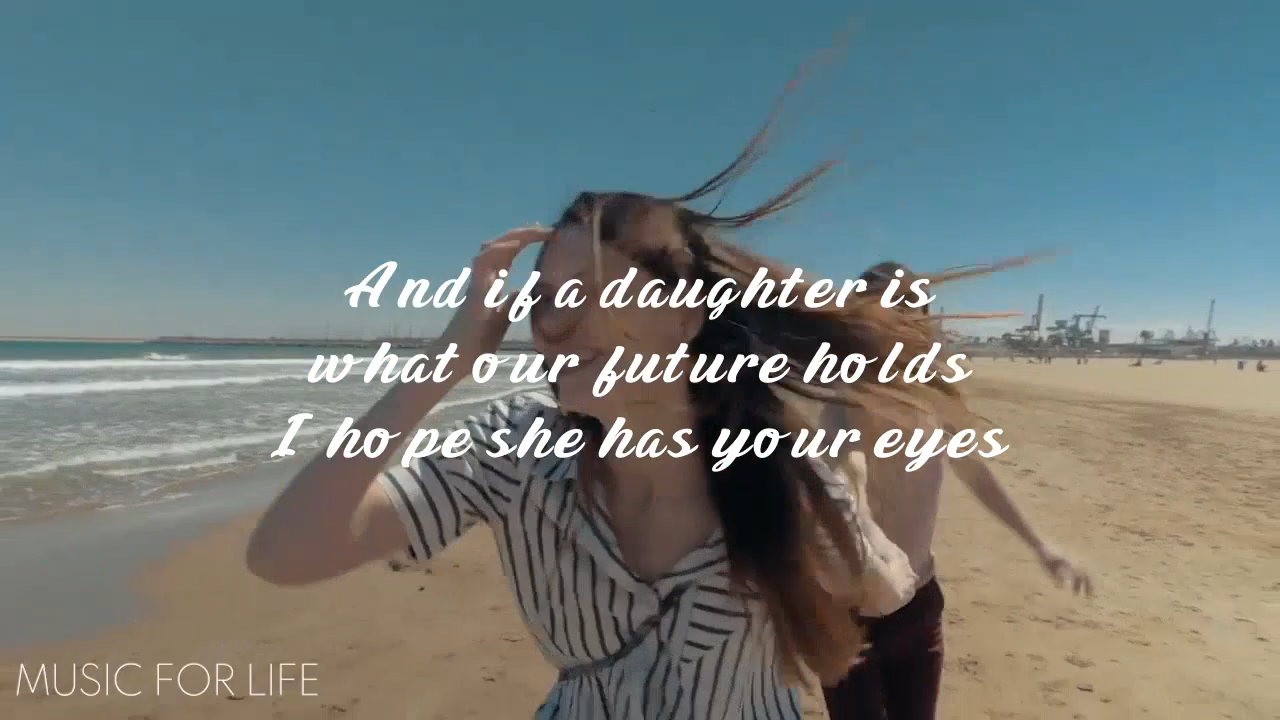 And if a daughter is
what our future holds
I hope she has your eyes
MUSIC FOR LIFE